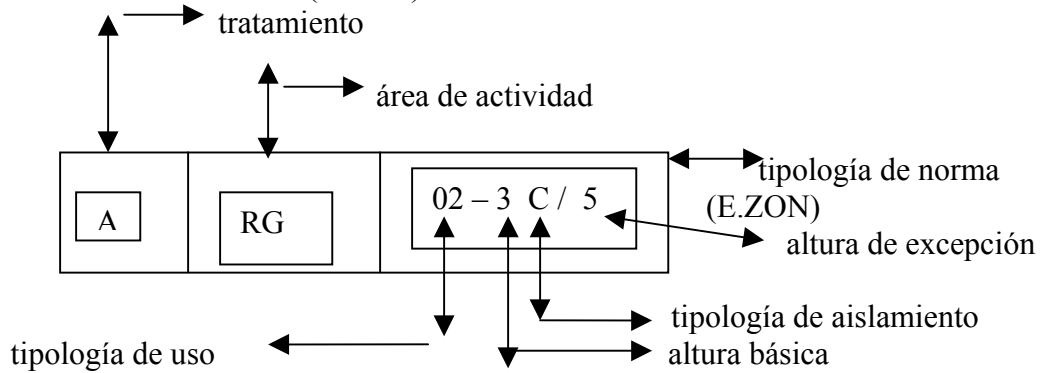 tratamiento
área de actividad
tipología de norma
(E.ZON)
A
RG
02 – 3 C / 5
altura de excepción
tipología de aislamiento
tipología de uso
altura básica